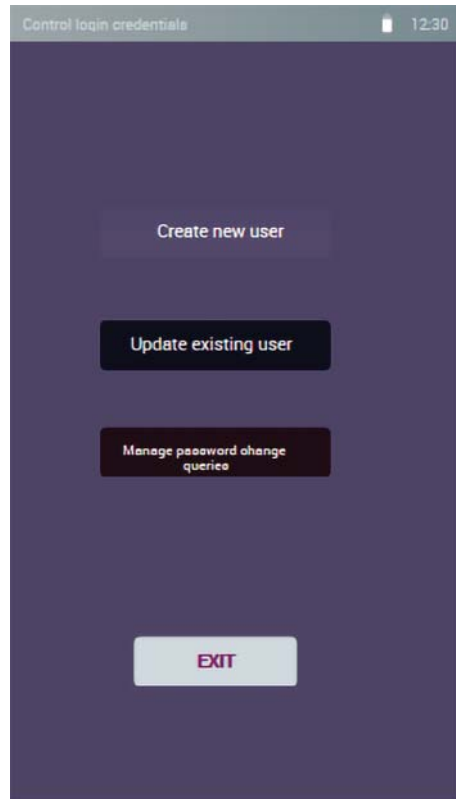 Control login credentials 12:30
Create new user
Update existing user
Manage password change
queries
EXIT